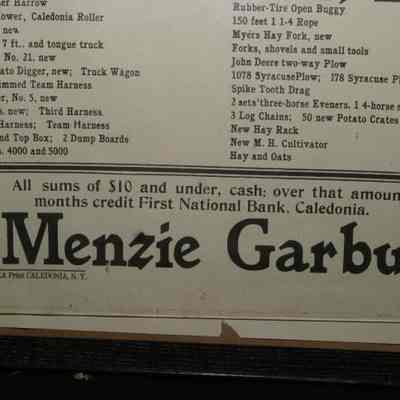 er Harrow
ower, Caledonia Roller
new
7 ft., and tongue truck
No. 21, new
ato Digger, new; Truck Wagon
immed Team Harness
er, No. 5, new
s. new; Third Harness
Harness; Team Harness
nd Top Box; 2 Dump Boards
s. 4000 and 5000
Rubber-Tire Open Buggy
150 feet 1 1-4 Rope
Myers Hay Fork, new
Forks, shovels and small tools
John Deere two-way Plow
1078 SyracusePlow; 178 Syracuse P
Spike Tooth Drag
2 sets three-horse Eveners. 1 4-horse s
3 Log Chains; 50 new Potato Crates
New Hay Rack
New M. H. Cultivator
Hay and Oats
All sums of $10 and under, cash; over that amoun
months credit First National Bank, Caledonia.
Menzie Garbu
Print CALEDONIA, N. Y.